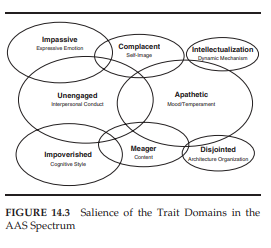 Impassive
Expressive Emotion
Complacent
Self-Image
Intellectualization
Dynamic Mechanism
Unengaged
Interpersonal Conduct
Apathetic
Mood/Temperament
Impoverished
Cognitive Style
Meager
Content
Disjointed
Architecture Organization
FIGURE 14.3 Salience of the Trait Domains in the
AAS Spectrum